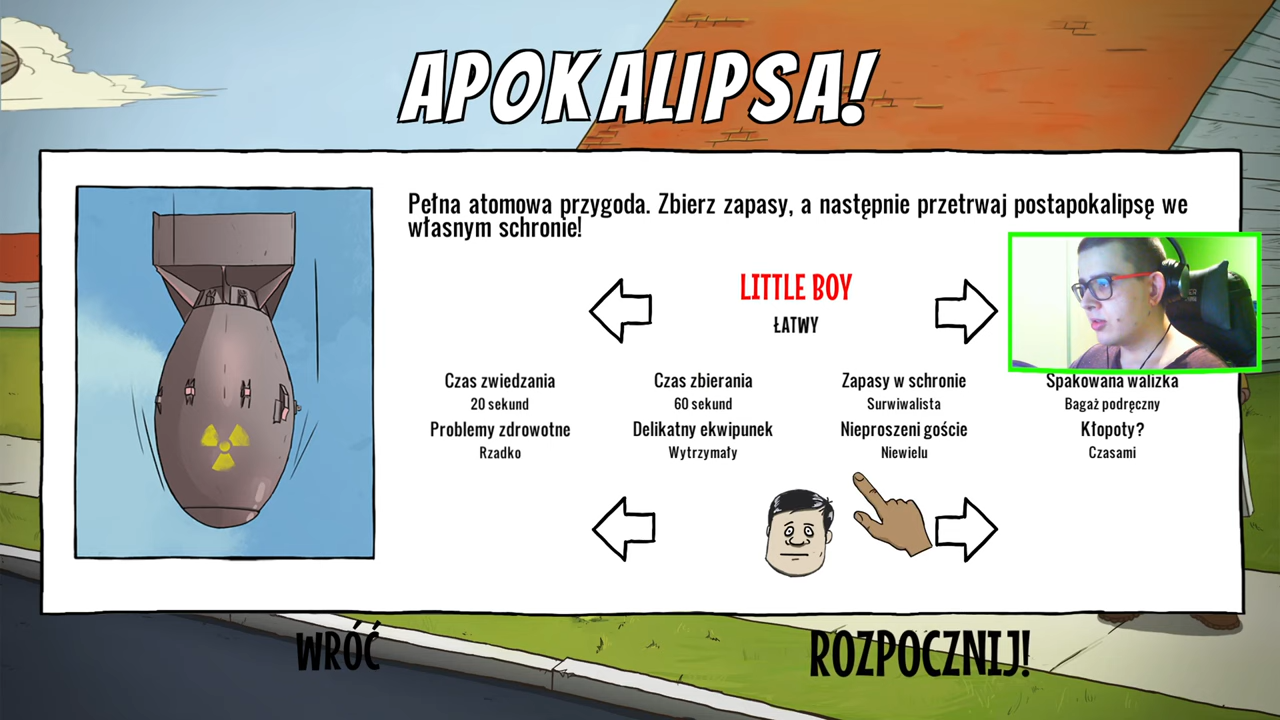 APOKALIPSA!
Pełna atomowa przygoda. Zbierz zapasy, a następnie przetrwaj postapokalipsę we
własnym schronie!
LITTLE BOY
ŁATWY
Czas zwiedzania Czas zbierania Zapasy w schronie Spakowana walizka
20 sekund 60 sekund Surwiwalista Bagaż podręczny
Problemy zdrowotne Delikatny ekwipunek Nieproszeni goście Kłopoty?
Rzadko Wytrzymały Niewielu Czasami
WRÓĆ ROZPOCZNIJ!